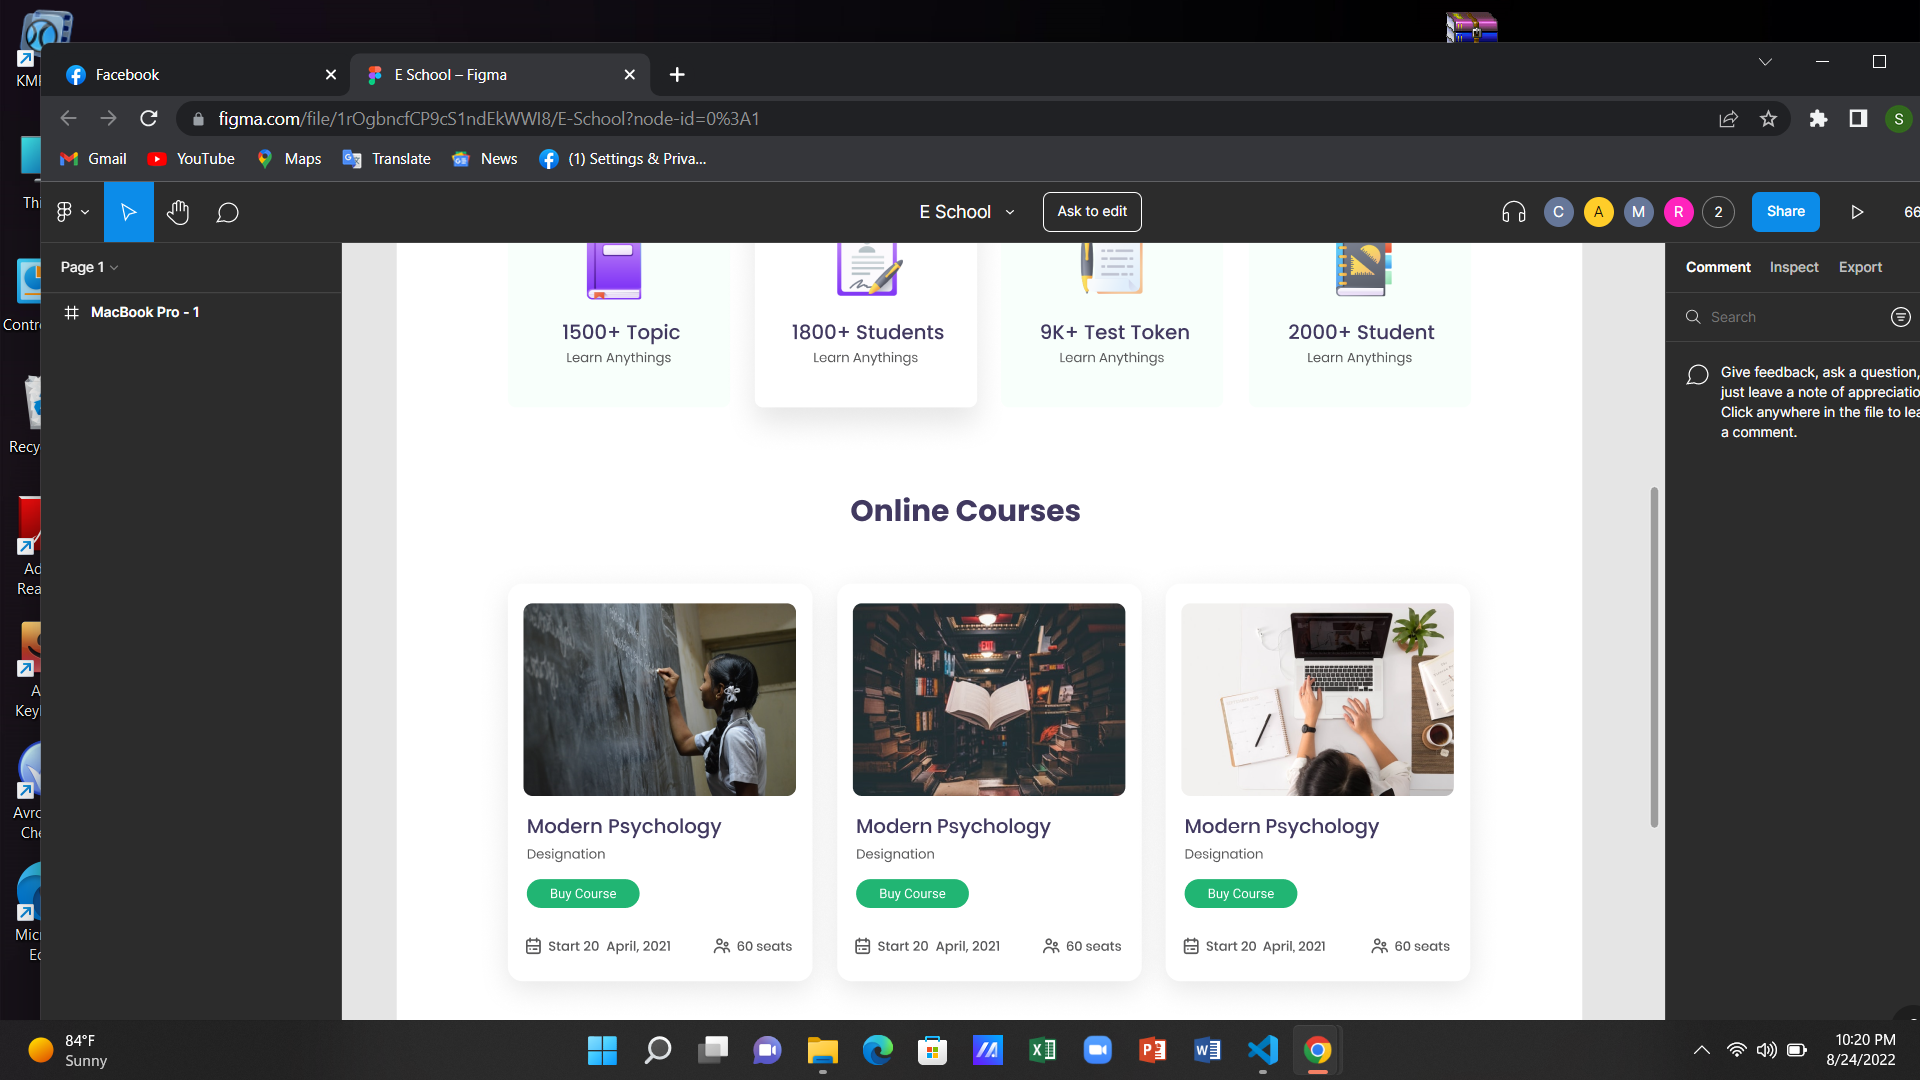 KM
Facebook
E School – Figma
figma.com/file/1rOgbncfCP9cS1ndEkWWI8/E-School?node-id=0%3A1
S
Gmail
YouTube
Maps
Translate
News
(1) Settings & Priva...
Thi
E School
Ask to edit
C
A
M
R
2
Share
66
Page 1
MacBook Pro - 1
Contro
Recy
Ad
Rea
A
Key
Avro
Che
Micr
Ed
1500+ Topic
Learn Anythings
1800+ Students
Learn Anythings
9K+ Test Token
Learn Anythings
2000+ Student
Learn Anythings
Online Courses
EXIT
Modern Psychology
Designation
Buy Course
Start 20 April, 2021
60 seats
Modern Psychology
Designation
Buy Course
Start 20 April, 2021
60 seats
Modern Psychology
Designation
Buy Course
Start 20 April, 2021
60 seats
Comment
Inspect
Export
Search
Give feedback, ask a question,
just leave a note of appreciatio
Click anywhere in the file to lea
a comment.
84°F
Sunny
10:20 PM
8/24/2022